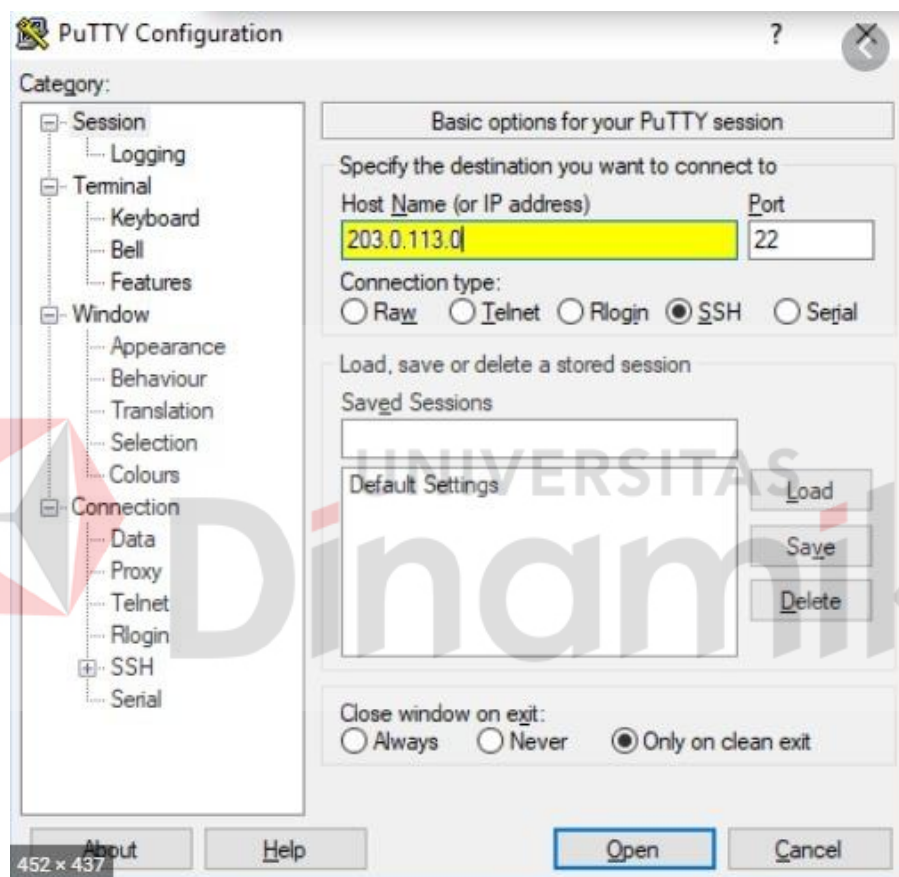 PuTTY Configuration
?
Category:
Session
Logging
Terminal
Keyboard
Bell
Features
Window
Appearance
Behaviour
Translation
Selection
Colours
Connection
Data
Proxy
Telnet
Rlogin
SSH
Serial
Basic options for your PuTTY session
Specify the destination you want to connect to
Host Name (or IP address) Port
203.0.113.0 22
Connection type:
Raw Telnet Rlogin SSH Serial
Load, save or delete a stored session
Saved Sessions
Default Settings
Load
Save
Delete
Close window on exit:
Always Never Only on clean exit
About Help Open Cancel
452 × 437
UNIVERSITAS
Dinamik